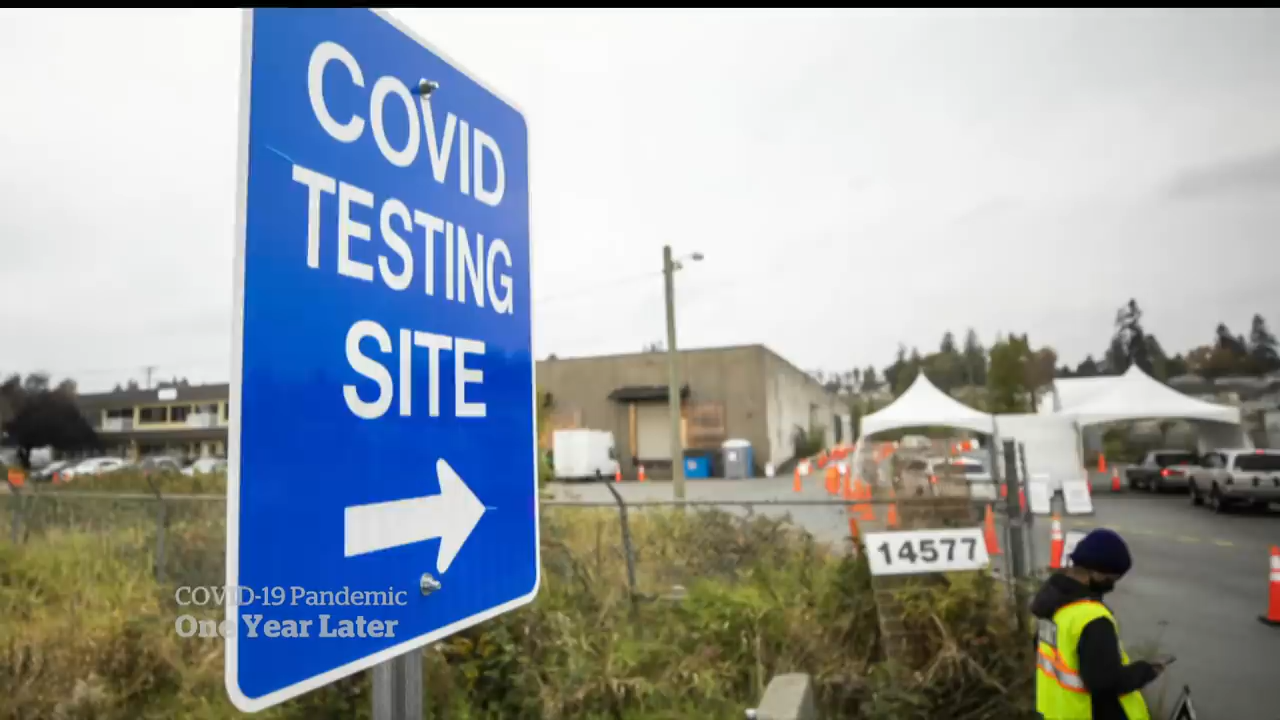 COVID
TESTING
SITE
14577
COVID-19 Pandemic
One Year Later